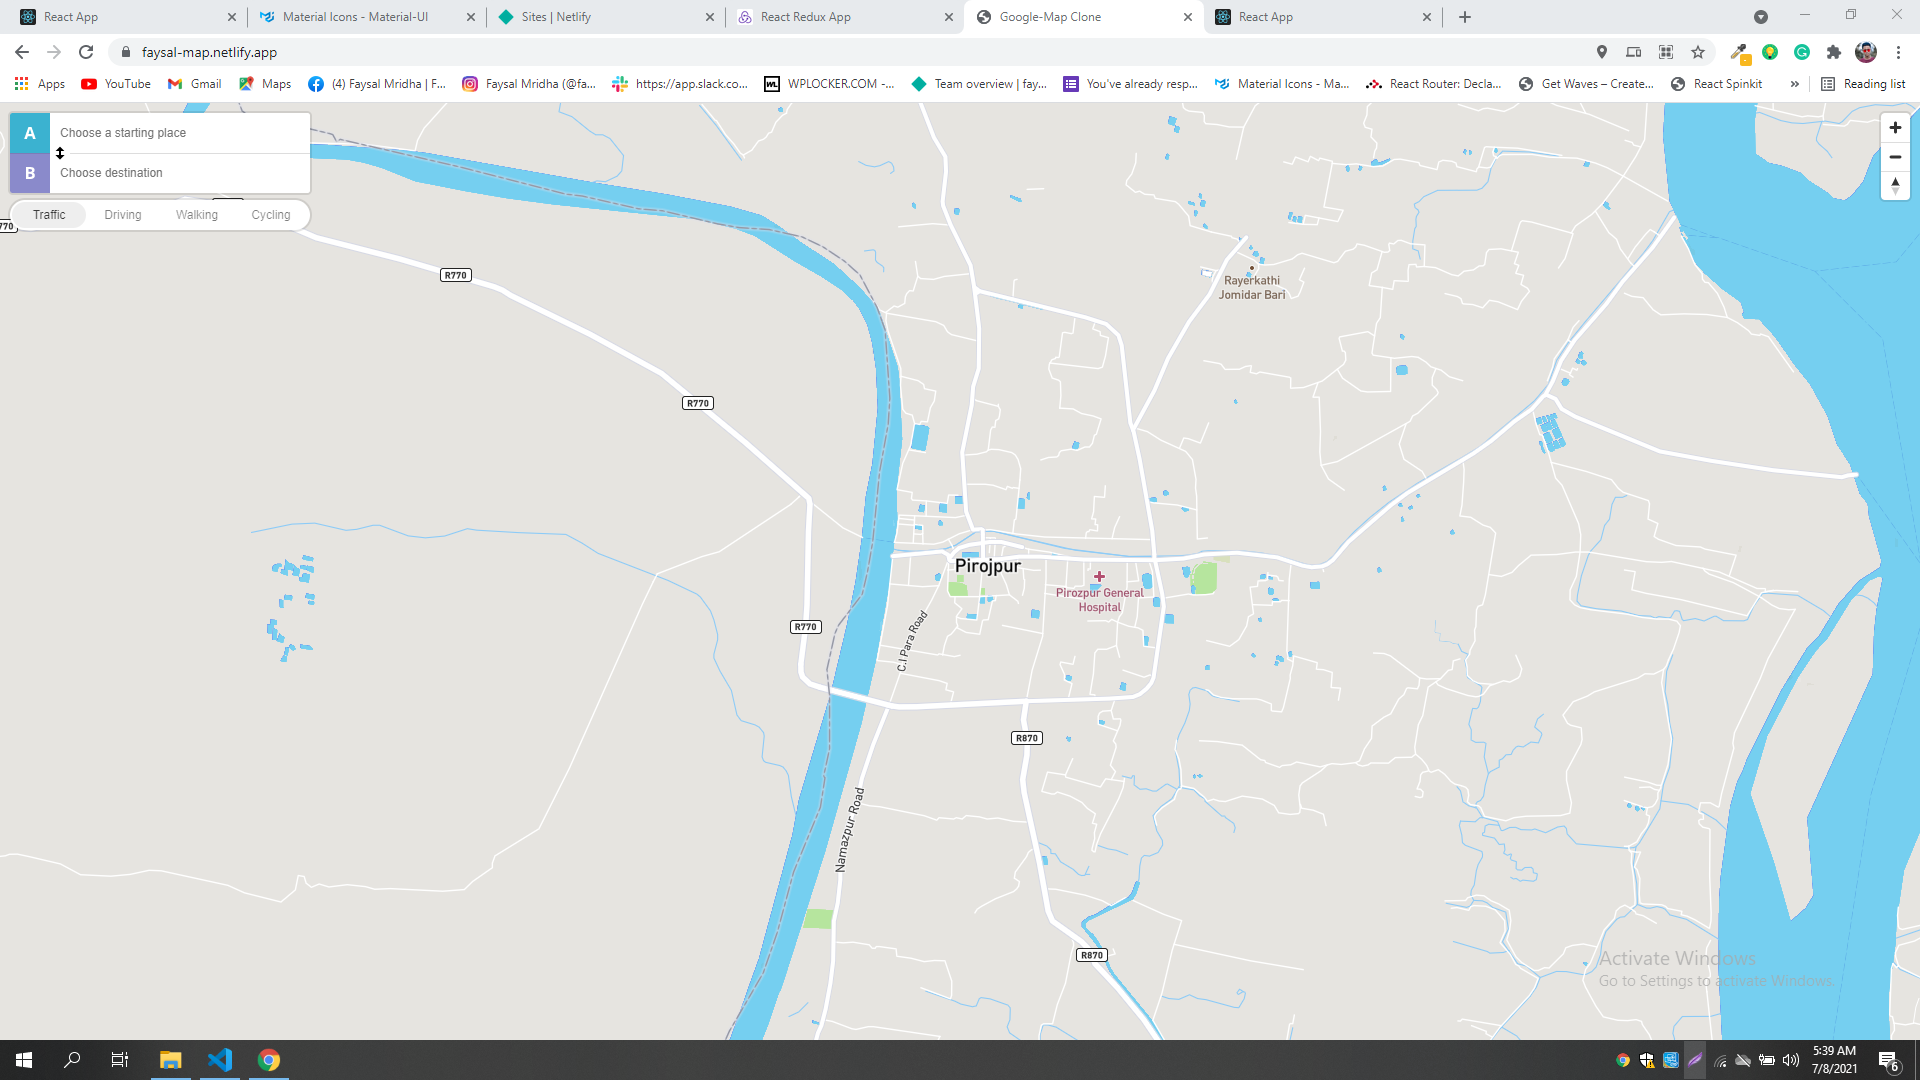 React App
Material Icons - Material-UI
Sites | Netlify
React Redux App
Google-Map Clone
React App
faysal-map.netlify.app
Apps
YouTube
Gmail
Maps
(4) Faysal Mridha | F...
Faysal Mridha (@fa...
https://app.slack.co...
WPLOCKER.COM -...
Team overview | fay...
You've already resp...
Material Icons - Ma...
React Router: Decla...
Get Waves – Create...
React Spinkit
»
Reading list
A
Choose a starting place
B
Choose destination
Traffic
Driving
Walking
Cycling
770
R770
R770
R770
Rayerkathi
Jomidar Bari
Pirojpur
Pirozpur General
Hospital
C.I Para Road
R870
Namazpur Road
R870
Activate Windows
Go to Settings to activate Windows.
5:39 AM
7/8/2021
6